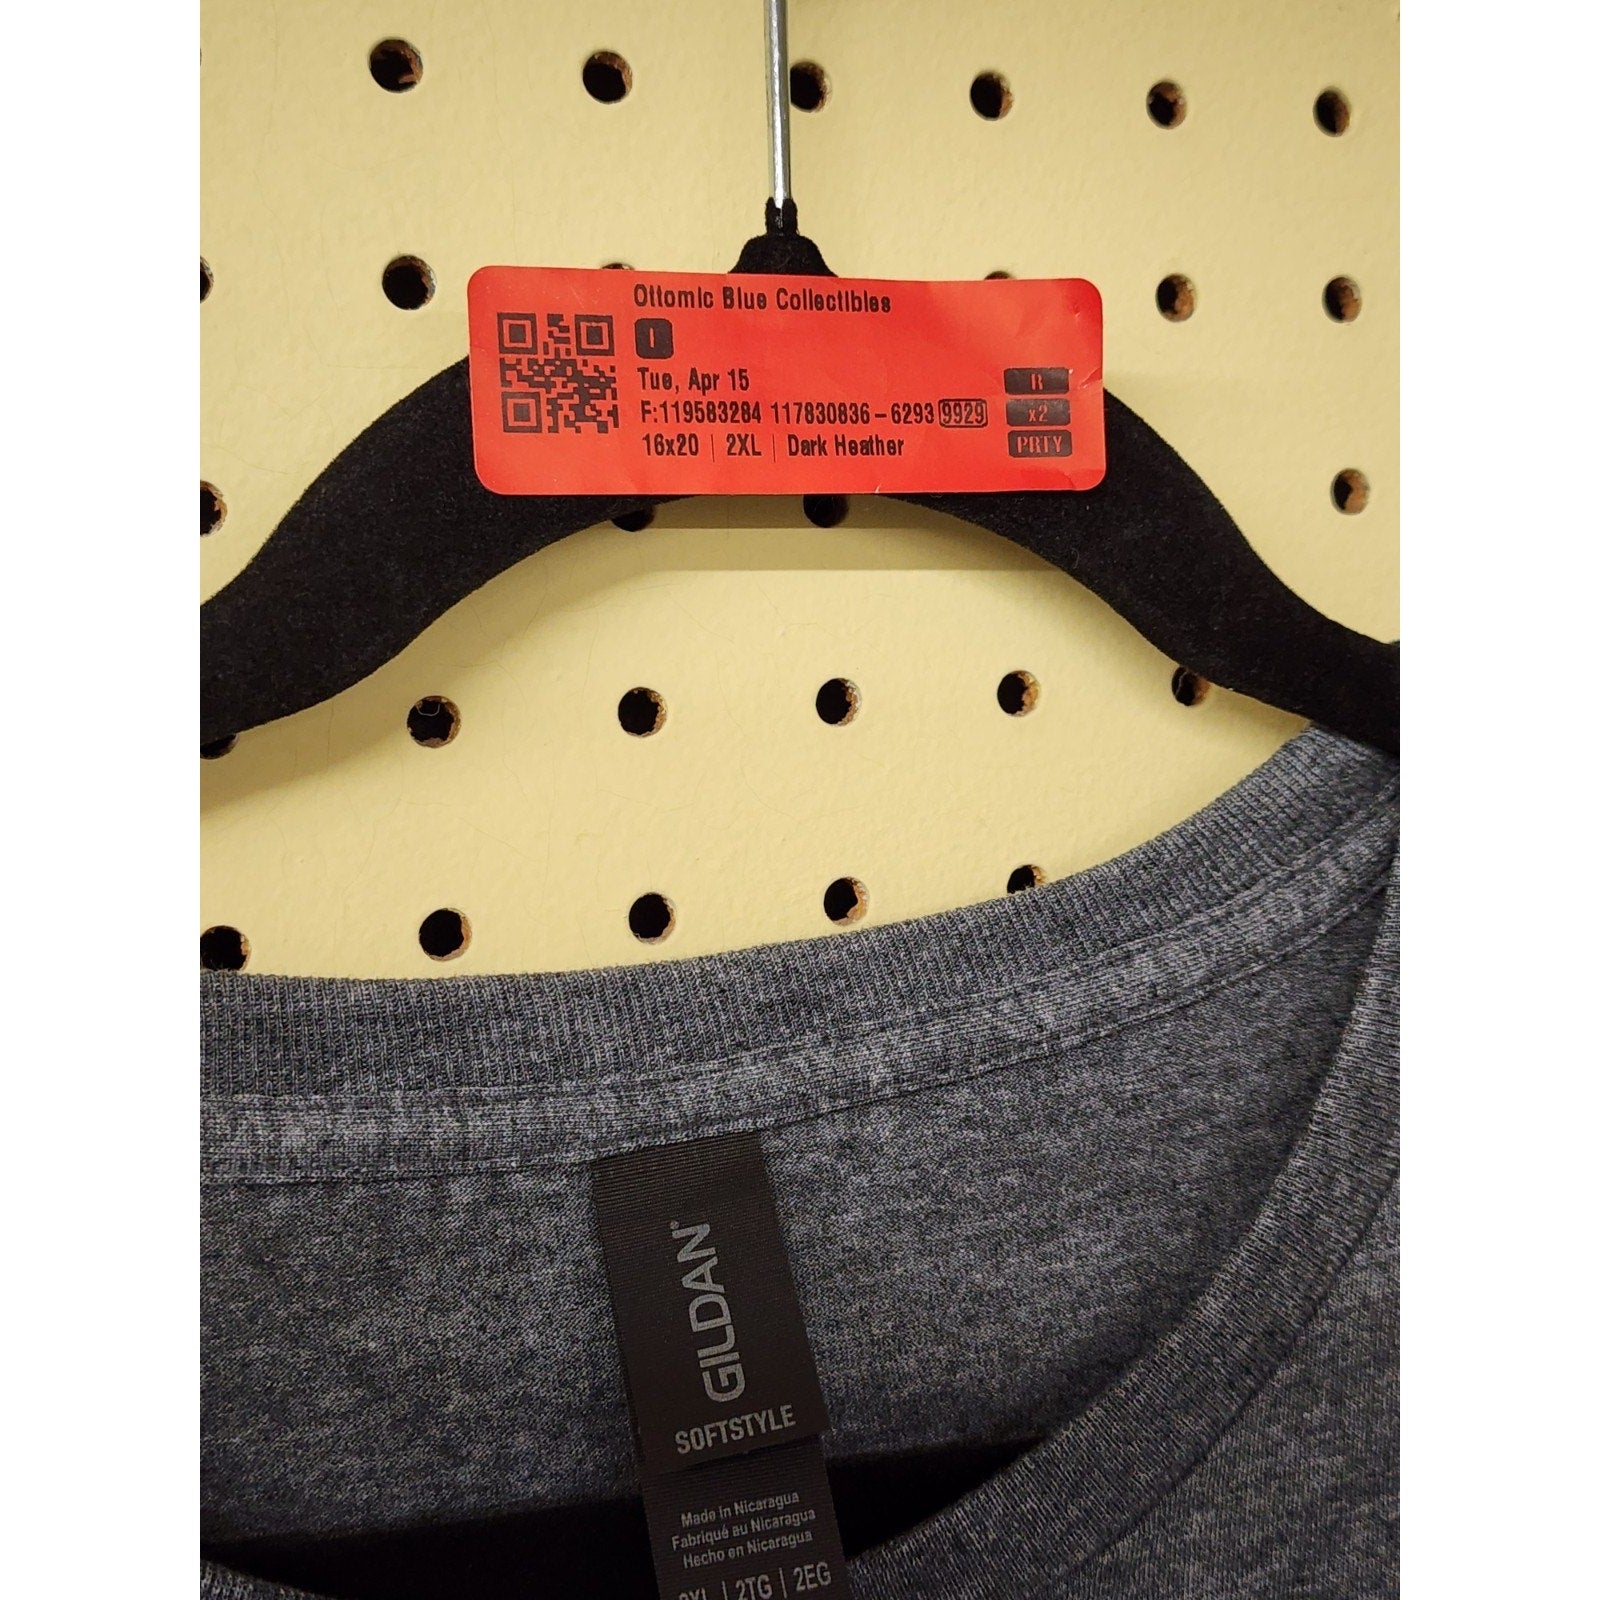 Ottomic Blue Collectibles
I
Tue, Apr 15
R
F:119583284 117830836-6293 9929
x2
16x20 | 2XL | Dark Heather
PRTY
GILDAN®
SOFTSTYLE
Made in Nicaragua
Fabriqué au Nicaragua
Hecho en Nicaragua
2XL | 2TG | 2EG